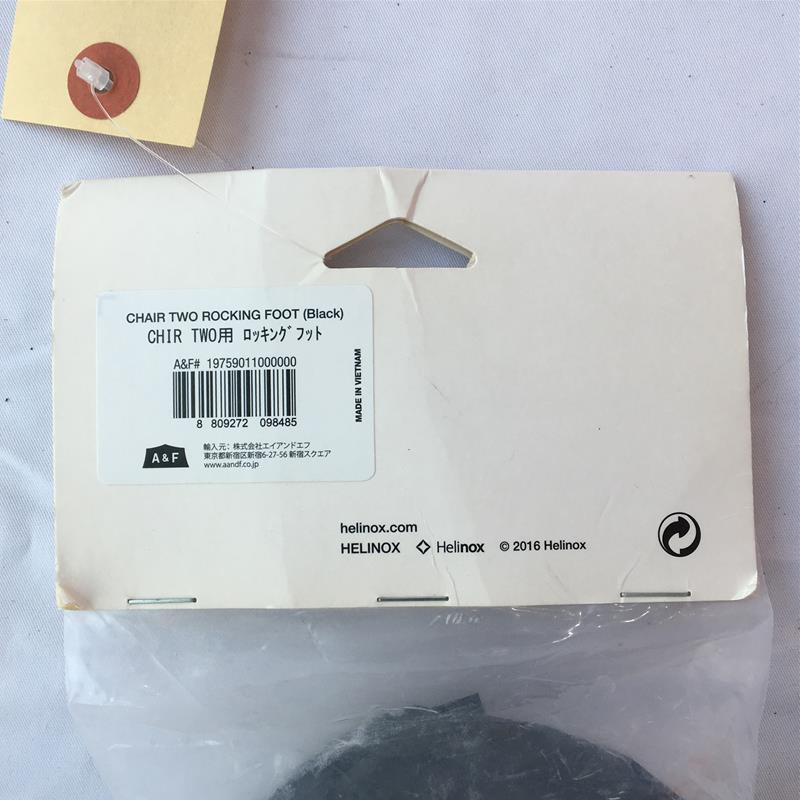 CHAIR TWO ROCKING FOOT (Black)
CHIR TWO用 ﾛｯｷﾝｸﾞﾌｯﾄ
A&F# 19759011000000
8 809272 098485
MADE IN VIETNAM
A & F
輸入元：株式会社エイアンドエフ
東京都新宿区新宿6-27-56 新宿スクエア
www.aandf.co.jp
helinox.com
HELINOX Helinox © 2016 Helinox